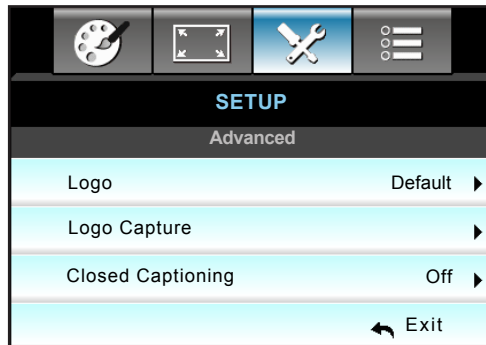 SETUP
Advanced
Logo Default
Logo Capture
Closed Captioning Off
Exit